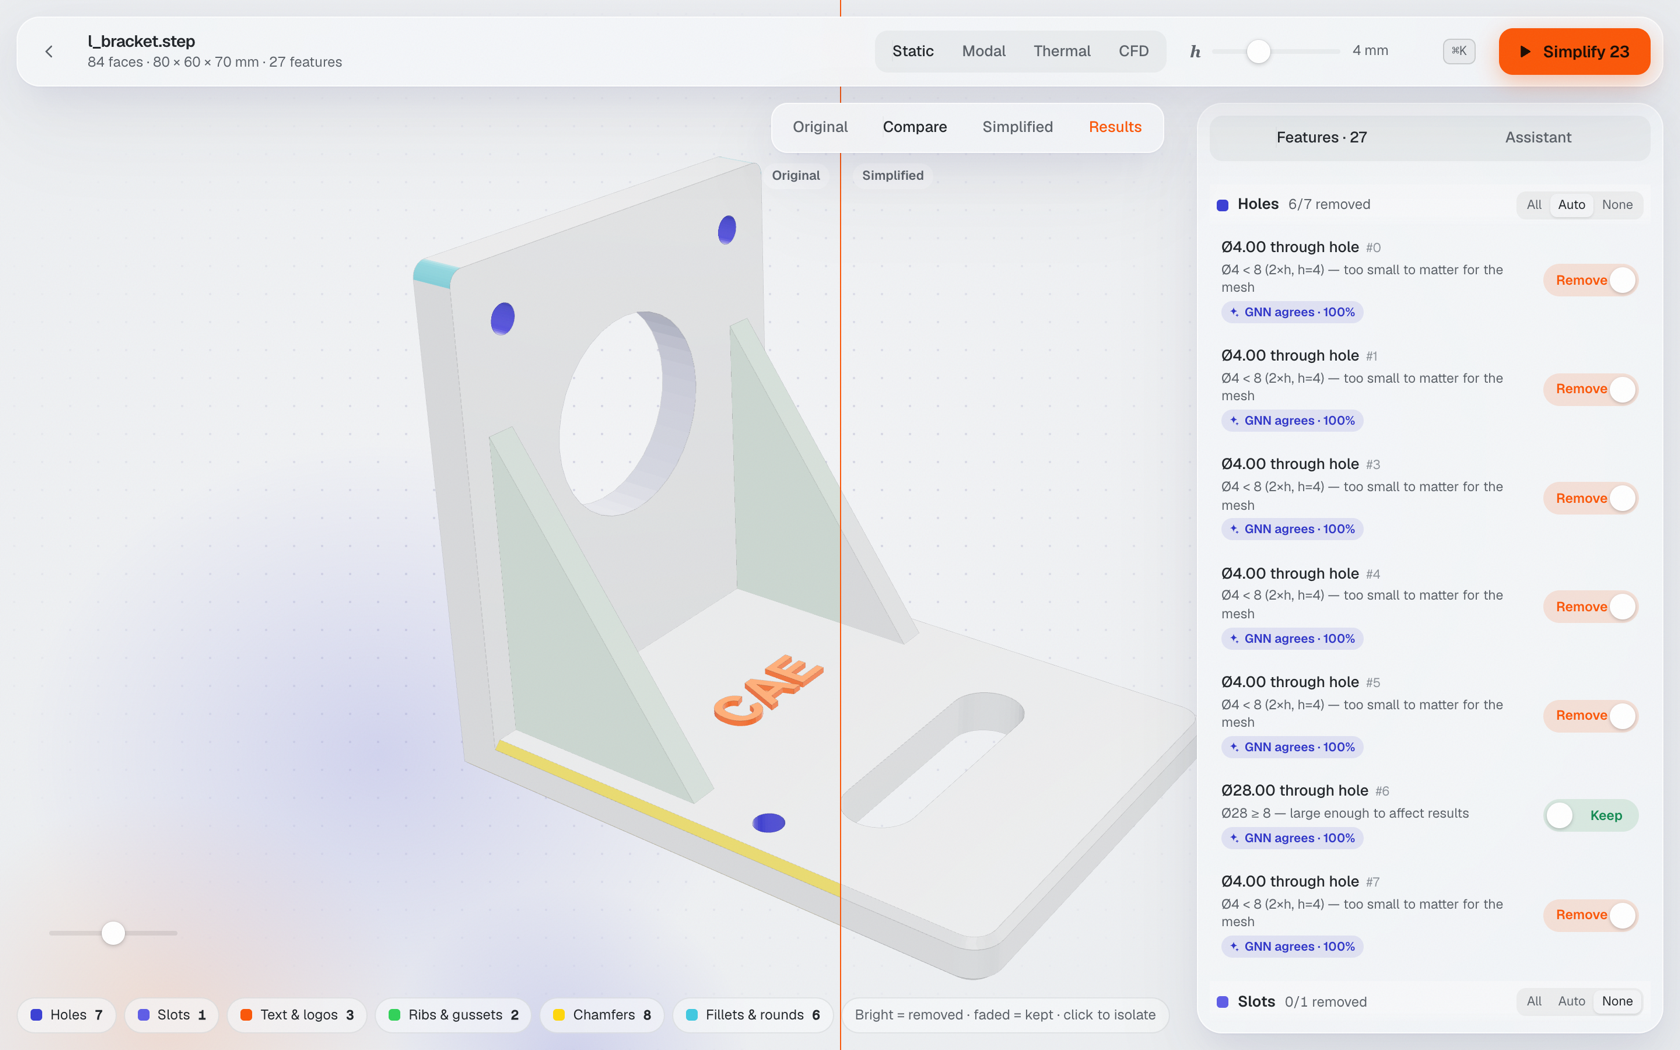 l_bracket.step
84 faces · 80 × 60 × 70 mm · 27 features
Static Modal Thermal CFD
h 4 mm
⌘K
Simplify 23
Original Compare Simplified Results
Original Simplified
Features · 27 Assistant
Holes 6/7 removed All Auto None
Ø4.00 through hole #0
Ø4 < 8 (2×h, h=4) — too small to matter for the
mesh
Remove
GNN agrees · 100%
Ø4.00 through hole #1
Ø4 < 8 (2×h, h=4) — too small to matter for the
mesh
Remove
GNN agrees · 100%
Ø4.00 through hole #3
Ø4 < 8 (2×h, h=4) — too small to matter for the
mesh
Remove
GNN agrees · 100%
Ø4.00 through hole #4
Ø4 < 8 (2×h, h=4) — too small to matter for the
mesh
Remove
GNN agrees · 100%
Ø4.00 through hole #5
Ø4 < 8 (2×h, h=4) — too small to matter for the
mesh
Remove
GNN agrees · 100%
Ø28.00 through hole #6
Ø28 ≥ 8 — large enough to affect results
Keep
GNN agrees · 100%
Ø4.00 through hole #7
Ø4 < 8 (2×h, h=4) — too small to matter for the
mesh
Remove
GNN agrees · 100%
Slots 0/1 removed All Auto None
CAE
Holes 7 Slots 1 Text & logos 3 Ribs & gussets 2 Chamfers 8 Fillets & rounds 6
Bright = removed · faded = kept · click to isolate